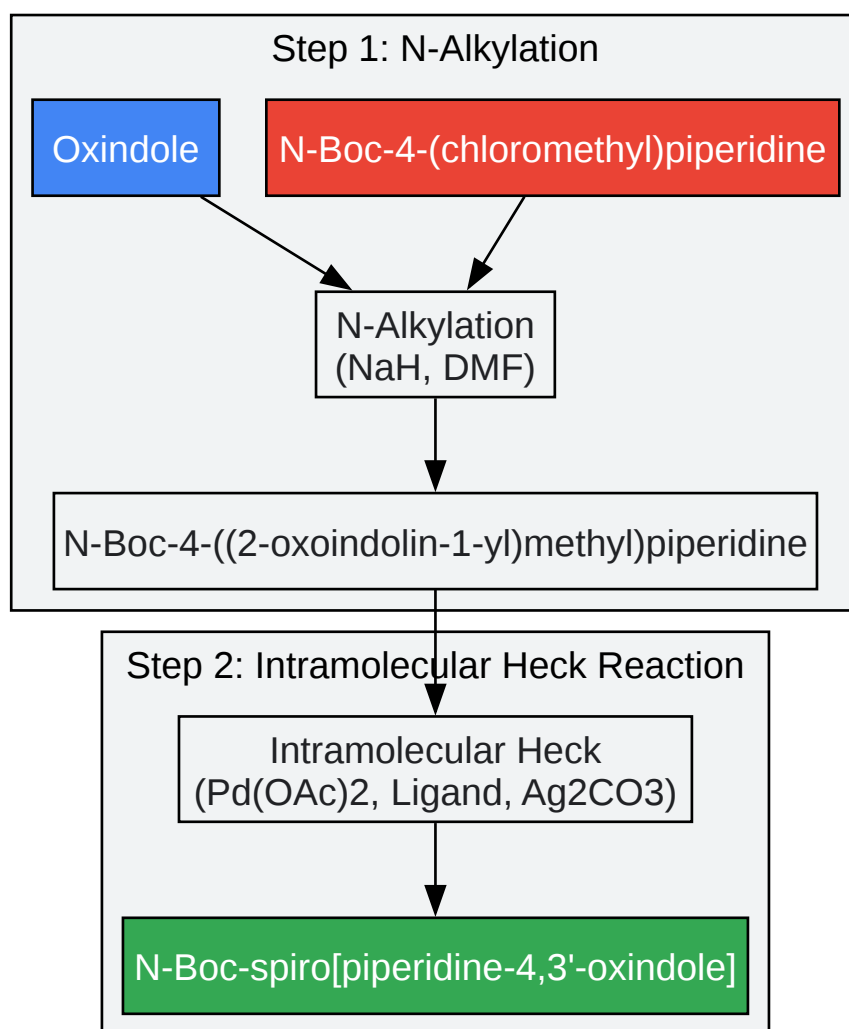 Step 1: N-Alkylation
Oxindole
N-Boc-4-(chloromethyl)piperidine
N-Alkylation
(NaH, DMF)
N-Boc-4-((2-oxoindolin-1-yl)methyl)piperidine
Step 2: Intramolecular Heck Reaction
Intramolecular Heck
(Pd(OAc)2, Ligand, Ag2CO3)
N-Boc-spiro[piperidine-4,3'-oxindole]